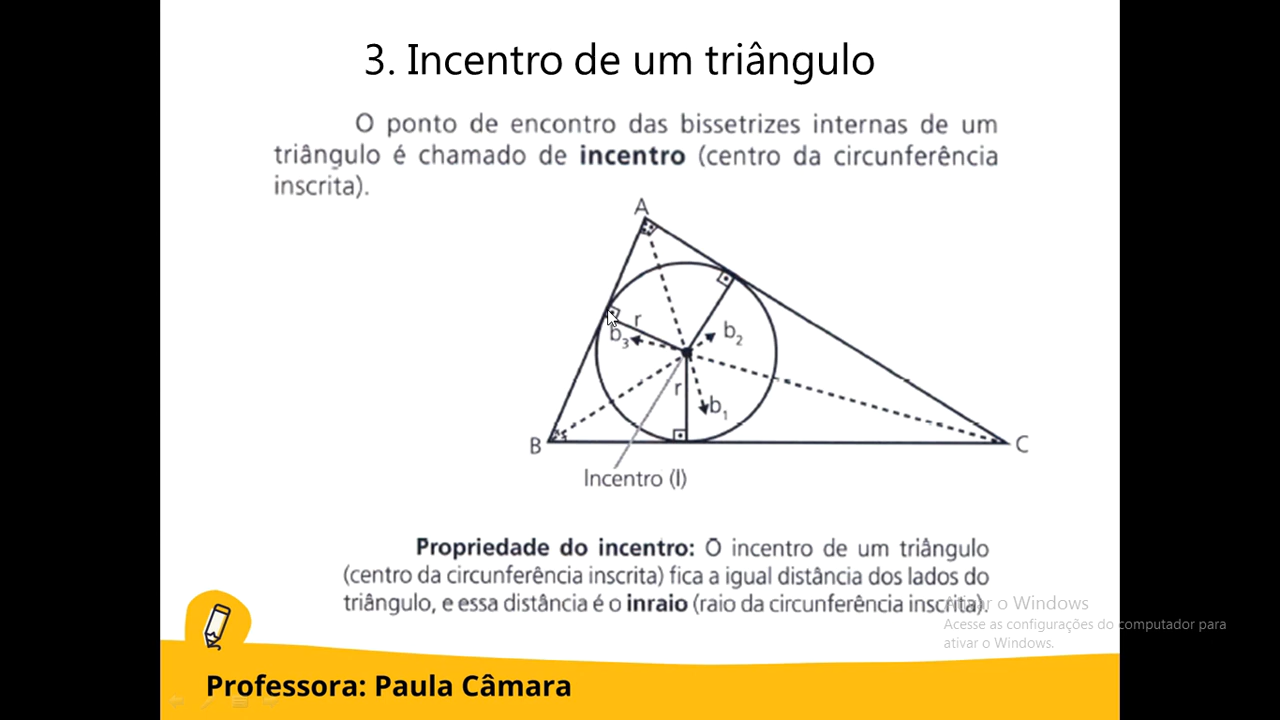 3. Incentro de um triângulo
O ponto de encontro das bissetrizes internas de um
triângulo é chamado de incentro (centro da circunferência
inscrita).
A
r
b3
b2
r
b1
B
C
Incentro (I)
Propriedade do incentro: O incentro de um triângulo
(centro da circunferência inscrita) fica a igual distância dos lados do
triângulo, e essa distância é o inraio (raio da circunferência inscrita).
Ativar o Windows
Acesse as configurações do computador para
ativar o Windows.
Professora: Paula Câmara